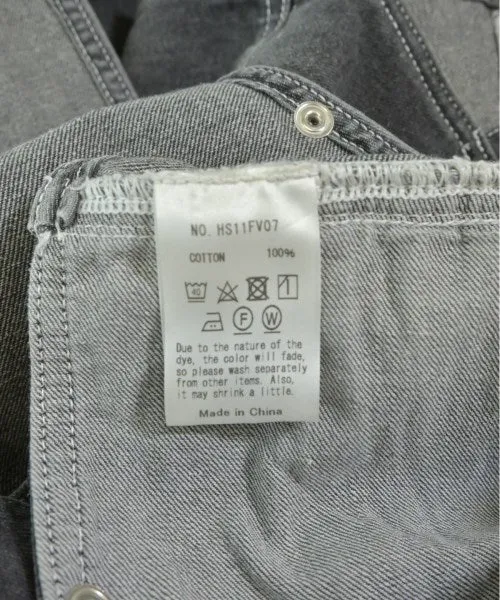 NO. HS11FV07
COTTON 100%
40
F W
Due to the nature of the
dye, the color will fade,
so please wash separately
from other items. Also,
it may shrink a little.
Made in China